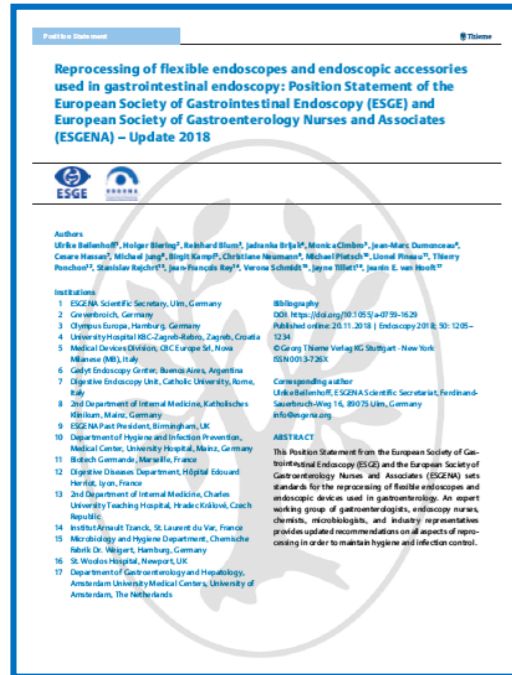 Position Statement
Thieme
Reprocessing of flexible endoscopes and endoscopic accessories
used in gastrointestinal endoscopy: Position Statement of the
European Society of Gastrointestinal Endoscopy (ESGE) and
European Society of Gastroenterology Nurses and Associates
(ESGENA) – Update 2018
ESGE
ESGENA
Authors
Ulrike Beilenhoff¹, Holger Biering², Reinhard Blum³, Jadranka Brljak⁴, Monica Cimbro⁵, Jean-Marc Dumonceau⁶,
Cesare Hassan⁷, Michael Jung⁸, Birgit Kampf⁹, Christiane Neumann⁹, Michael Pietsch¹⁰, Lionel Pineau¹¹, Thierry
Ponchon¹², Stanislav Rejchrt¹³, Jean-François Rey¹⁴, Verona Schmidt¹⁵, Jayne Tillett¹⁶, Jeanin E. van Hooft¹⁷
Institutions
1 ESGENA Scientific Secretary, Ulm, Germany
2 Grevenbroich, Germany
3 Olympus Europa, Hamburg, Germany
4 University Hospital KBC-Zagreb-Rebro, Zagreb, Croatia
5 Medical Devices Division, CBC Europe Srl, Nova
Milanese (MB), Italy
6 Gedyt Endoscopy Center, Buenos Aires, Argentina
7 Digestive Endoscopy Unit, Catholic University, Rome,
Italy
8 2nd Department of Internal Medicine, Katholisches
Klinikum, Mainz, Germany
9 ESGENA Past President, Birmingham, UK
10 Department of Hygiene and Infection Prevention,
Medical Center, University Hospital, Mainz, Germany
11 Biotech Germande, Marseille, France
12 Digestive Diseases Department, Hôpital Edouard
Herriot, Lyon, France
13 2nd Department of Internal Medicine, Charles
University Teaching Hospital, Hradec Králové, Czech
Republic
14 Institut Arnault Tzanck, St. Laurent du Var, France
15 Microbiology and Hygiene Department, Chemische
Fabrik Dr. Weigert, Hamburg, Germany
16 St. Woolos Hospital, Newport, UK
17 Department of Gastroenterology and Hepatology,
Amsterdam University Medical Centers, University of
Amsterdam, The Netherlands
Bibliography
DOI https://doi.org/10.1055/a-0759-1629
Published online: 20.11.2018 | Endoscopy 2018; 50: 1205–
1234
© Georg Thieme Verlag KG Stuttgart · New York
ISSN 0013-726X
Corresponding author
Ulrike Beilenhoff, ESGENA Scientific Secretariat, Ferdinand-
Sauerbruch-Weg 16, 89075 Ulm, Germany
info@esgena.org
ABSTRACT
This Position Statement from the European Society of Gas-
trointestinal Endoscopy (ESGE) and the European Society of
Gastroenterology Nurses and Associates (ESGENA) sets
standards for the reprocessing of flexible endoscopes and
endoscopic devices used in gastroenterology. An expert
working group of gastroenterologists, endoscopy nurses,
chemists, microbiologists, and industry representatives
provides updated recommendations on all aspects of repro-
cessing in order to maintain hygiene and infection control.